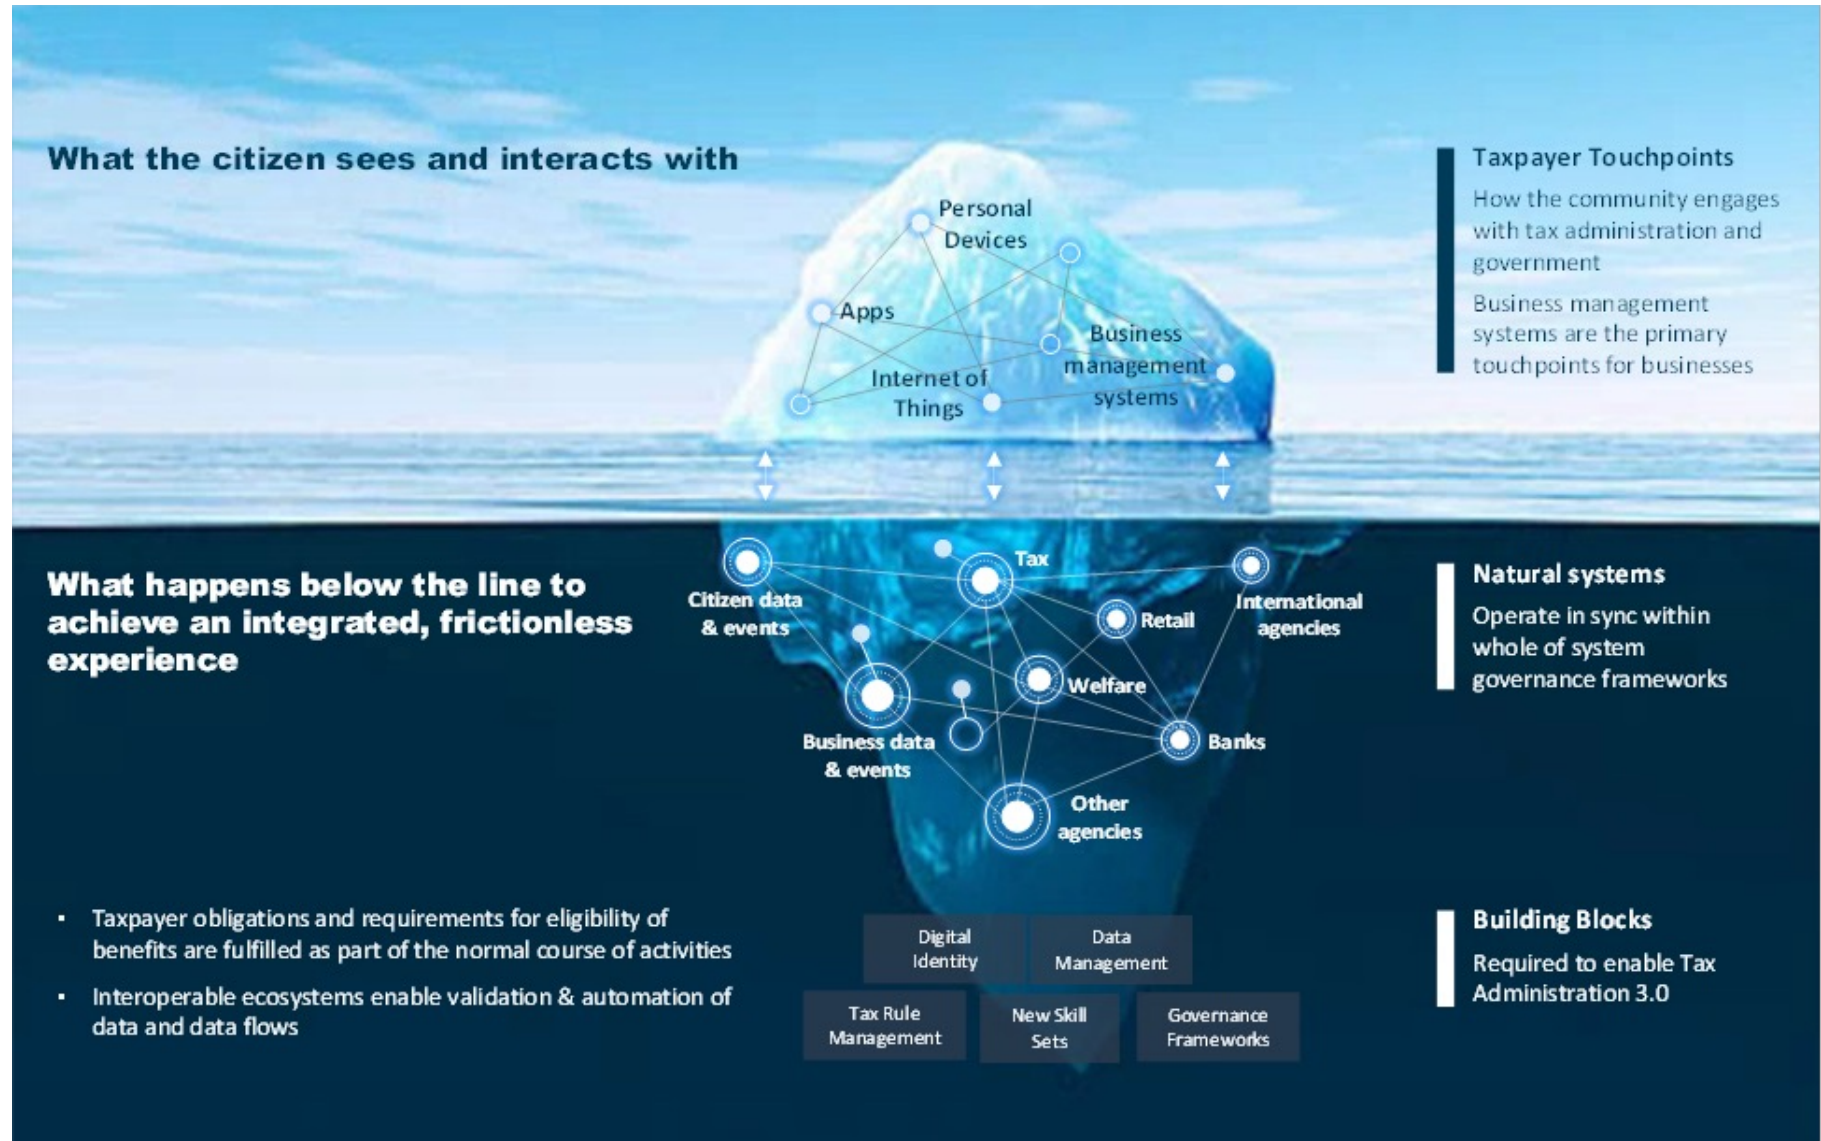 What the citizen sees and interacts with
Personal
Devices
Apps
Business
management
systems
Internet of
Things
Taxpayer Touchpoints
How the community engages
with tax administration and
government
Business management
systems are the primary
touchpoints for businesses
What happens below the line to
achieve an integrated, frictionless
experience
Tax
Citizen data
& events
Retail
International
agencies
Welfare
Business data
& events
Banks
Other
agencies
Natural systems
Operate in sync within
whole of system
governance frameworks
▪ Taxpayer obligations and requirements for eligibility of
benefits are fulfilled as part of the normal course of activities
▪ Interoperable ecosystems enable validation & automation of
data and data flows
Digital
Identity
Data
Management
Tax Rule
Management
New Skill
Sets
Governance
Frameworks
Building Blocks
Required to enable Tax
Administration 3.0